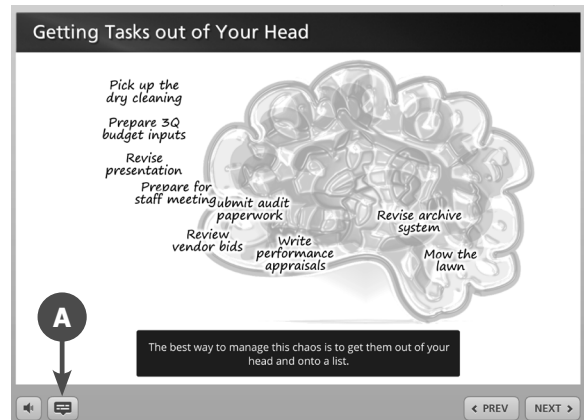 Getting Tasks out of Your Head
Pick up the
dry cleaning
Prepare 3Q
budget inputs
Revise
presentation
Prepare for
staff meeting
ubmit audit
paperwork
Revise archive
system
Review
vendor bids
Write
performance
appraisals
Mow the
lawn
A
The best way to manage this chaos is to get them out of your
head and onto a list.
< PREV
NEXT >